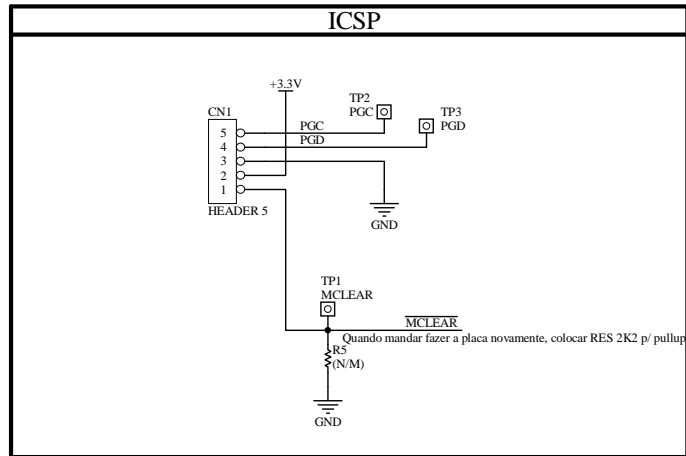 ICSP
+3.3V
CN1
TP2
PGC
TP3
PGD
5
PGC
4
PGD
3
2
1
HEADER 5
GND
TP1
MCLEAR
MCLEAR
Quando mandar fazer a placa novamente, colocar RES 2K2 p/ pullup
R5
(N/M)
GND